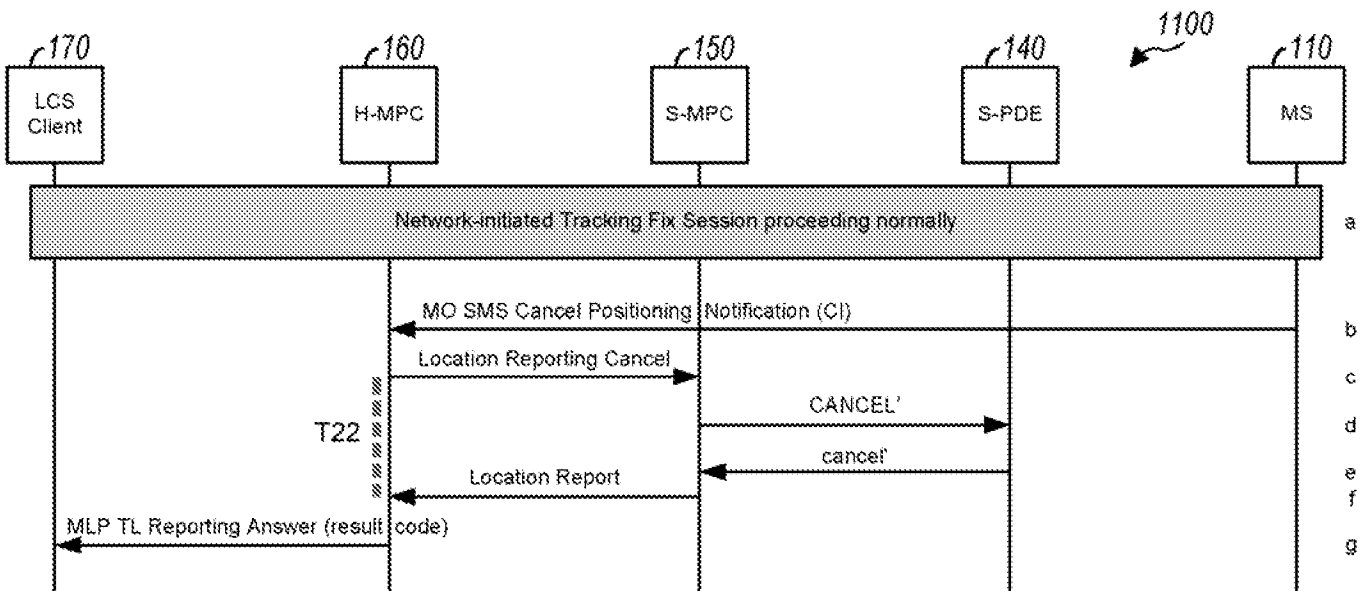 1100
170
160
150
140
110
LCS
Client
H-MPC
S-MPC
S-PDE
MS
Network-initiated Tracking Fix Session proceeding normally
a
MO SMS Cancel Positioning Notification (CI)
b
Location Reporting Cancel
c
T22
CANCEL'
d
cancel'
e
Location Report
f
MLP TL Reporting Answer (result code)
g